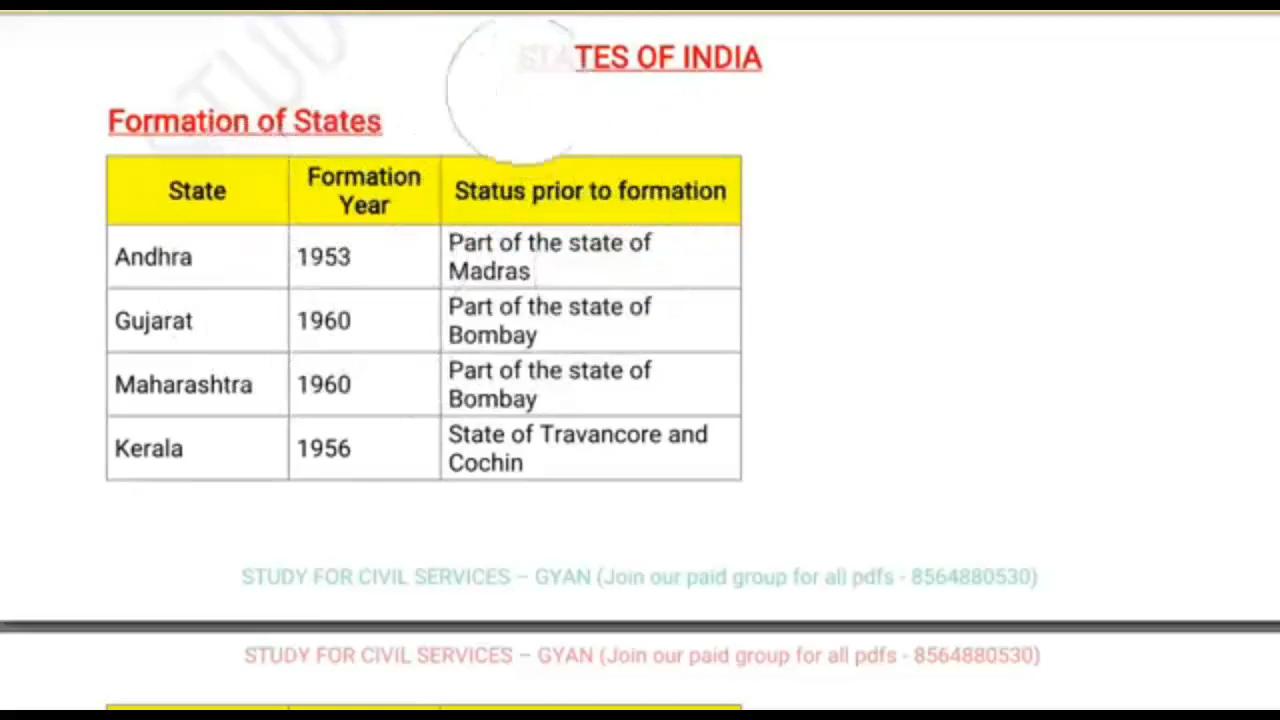 STATES OF INDIA
Formation of States
State
Formation
Year
Status prior to formation
Andhra
1953
Part of the state of
Madras
Gujarat
1960
Part of the state of
Bombay
Maharashtra
1960
Part of the state of
Bombay
Kerala
1956
State of Travancore and
Cochin
STUDY FOR CIVIL SERVICES – GYAN (Join our paid group for all pdfs - 8564880530)
STUDY FOR CIVIL SERVICES – GYAN (Join our paid group for all pdfs - 8564880530)